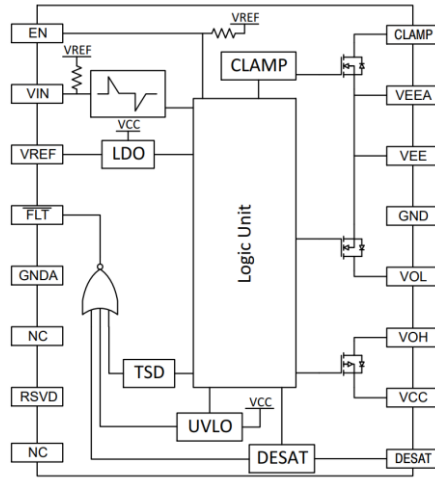 EN
VREF
CLAMP
VREF
CLAMP
VIN
VEEA
VCC
VREF
LDO
VEE
FLT
GND
Logic Unit
GNDA
VOL
NC
VOH
TSD
RSVD
VCC
VCC
UVLO
NC
DESAT
DESAT